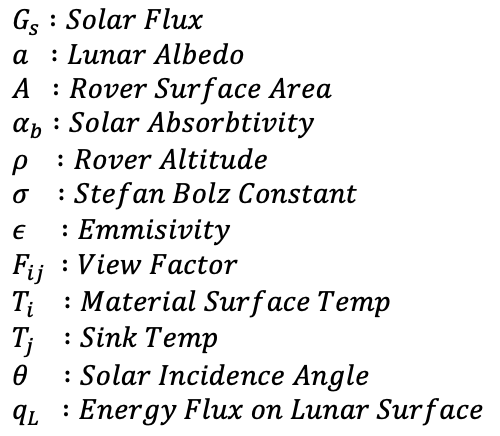 Gₛ : Solar Flux
a : Lunar Albedo
A : Rover Surface Area
α_b : Solar Absorbtivity
ρ : Rover Altitude
σ : Stefan Bolz Constant
ϵ : Emmisivity
F_ij : View Factor
T_i : Material Surface Temp
T_j : Sink Temp
θ : Solar Incidence Angle
q_L : Energy Flux on Lunar Surface